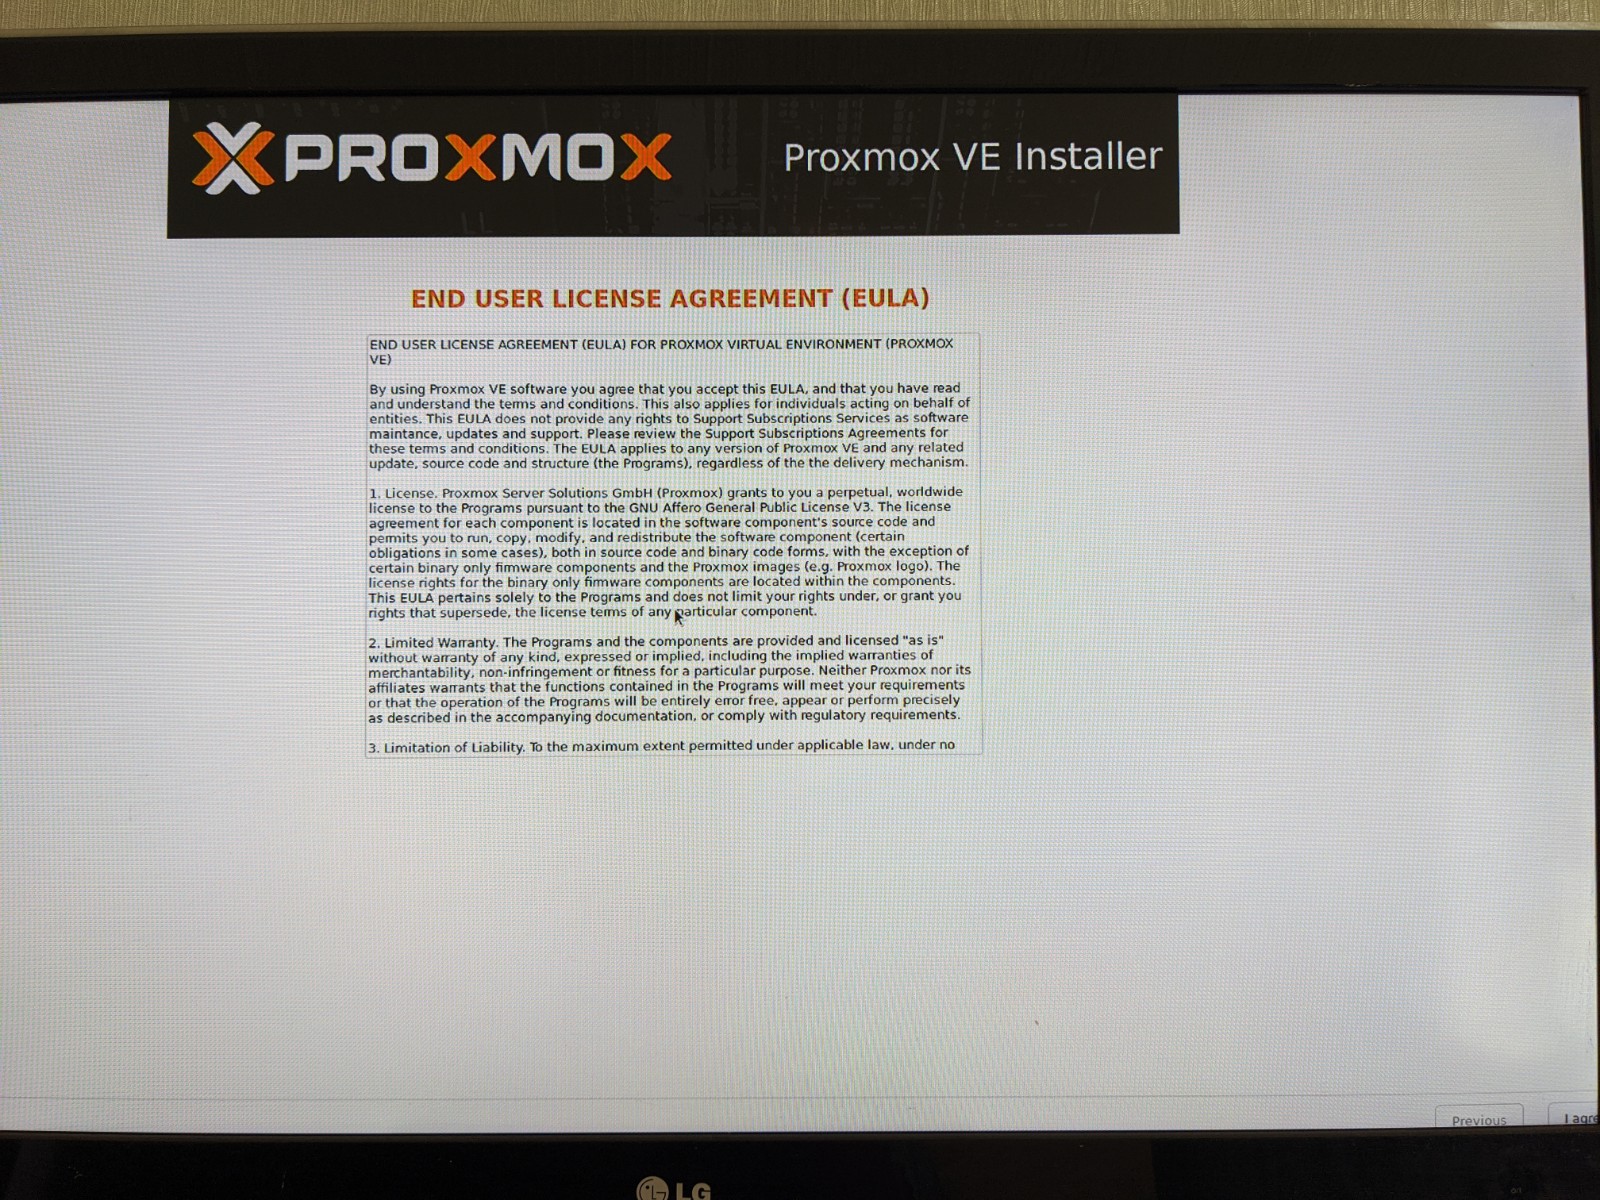 PROXMOX
Proxmox VE Installer
END USER LICENSE AGREEMENT (EULA)
END USER LICENSE AGREEMENT (EULA) FOR PROXMOX VIRTUAL ENVIRONMENT (PROXMOX
VE)
By using Proxmox VE software you agree that you accept this EULA, and that you have read
and understand the terms and conditions. This also applies for individuals acting on behalf of
entities. This EULA does not provide any rights to Support Subscriptions Services as software
maintance, updates and support. Please review the Support Subscriptions Agreements for
these terms and conditions. The EULA applies to any version of Proxmox VE and any related
update, source code and structure (the Programs), regardless of the the delivery mechanism.
1. License. Proxmox Server Solutions GmbH (Proxmox) grants to you a perpetual, worldwide
license to the Programs pursuant to the GNU Affero General Public License V3. The license
agreement for each component is located in the software component's source code and
permits you to run, copy, modify, and redistribute the software component (certain
obligations in some cases), both in source code and binary code forms, with the exception of
certain binary only firmware components and the Proxmox images (e.g. Proxmox logo). The
license rights for the binary only firmware components are located within the components.
This EULA pertains solely to the Programs and does not limit your rights under, or grant you
rights that supersede, the license terms of any particular component.
2. Limited Warranty. The Programs and the components are provided and licensed "as is"
without warranty of any kind, expressed or implied, including the implied warranties of
merchantability, non-infringement or fitness for a particular purpose. Neither Proxmox nor its
affiliates warrants that the functions contained in the Programs will meet your requirements
or that the operation of the Programs will be entirely error free, appear or perform precisely
as described in the accompanying documentation, or comply with regulatory requirements.
3. Limitation of Liability. To the maximum extent permitted under applicable law, under no
Previous
I agre
LG